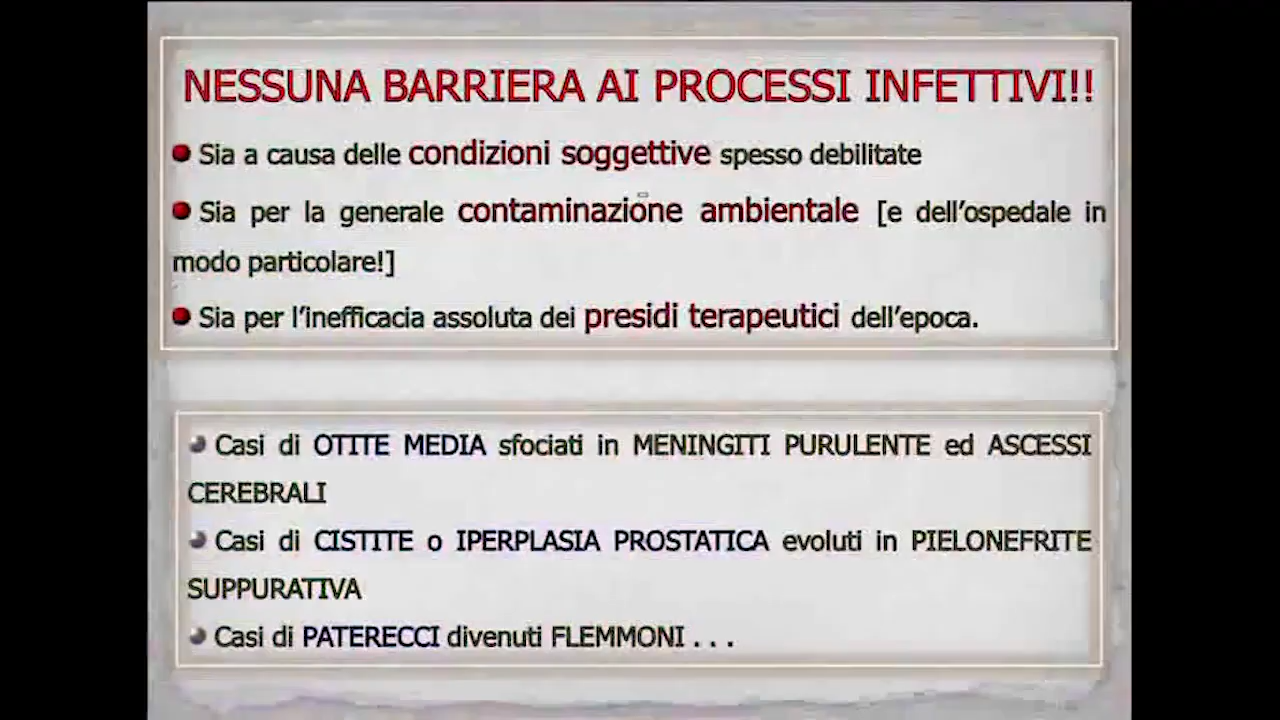 NESSUNA BARRIERA AI PROCESSI INFETTIVI!!
Sia a causa delle condizioni soggettive spesso debilitate
Sia per la generale contaminazione ambientale [e dell'ospedale in
modo particolare!]
Sia per l'inefficacia assoluta dei presidi terapeutici dell'epoca.
Casi di OTITE MEDIA sfociati in MENINGITI PURULENTE ed ASCESSI
CEREBRALI
Casi di CISTITE o IPERPLASIA PROSTATICA evoluti in PIELONEFRITE
SUPPURATIVA
Casi di PATERECCI divenuti FLEMMONI . . .